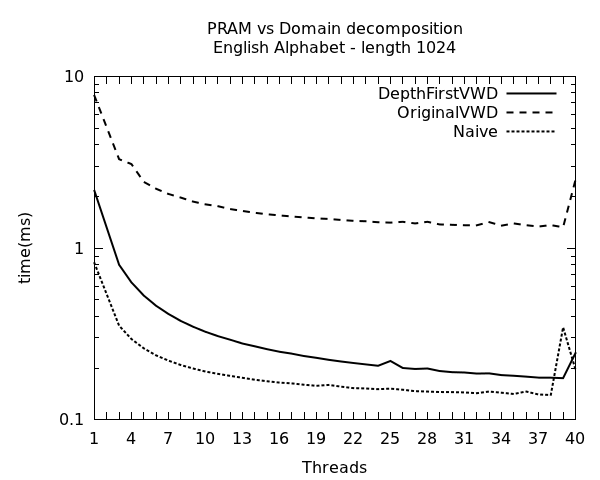 PRAM vs Domain decomposition
English Alphabet - length 1024
10
DepthFirstVWD
OriginalVWD
Naive
time(ms)
1
0.1
1 4 7 10 13 16 19 22 25 28 31 34 37 40
Threads